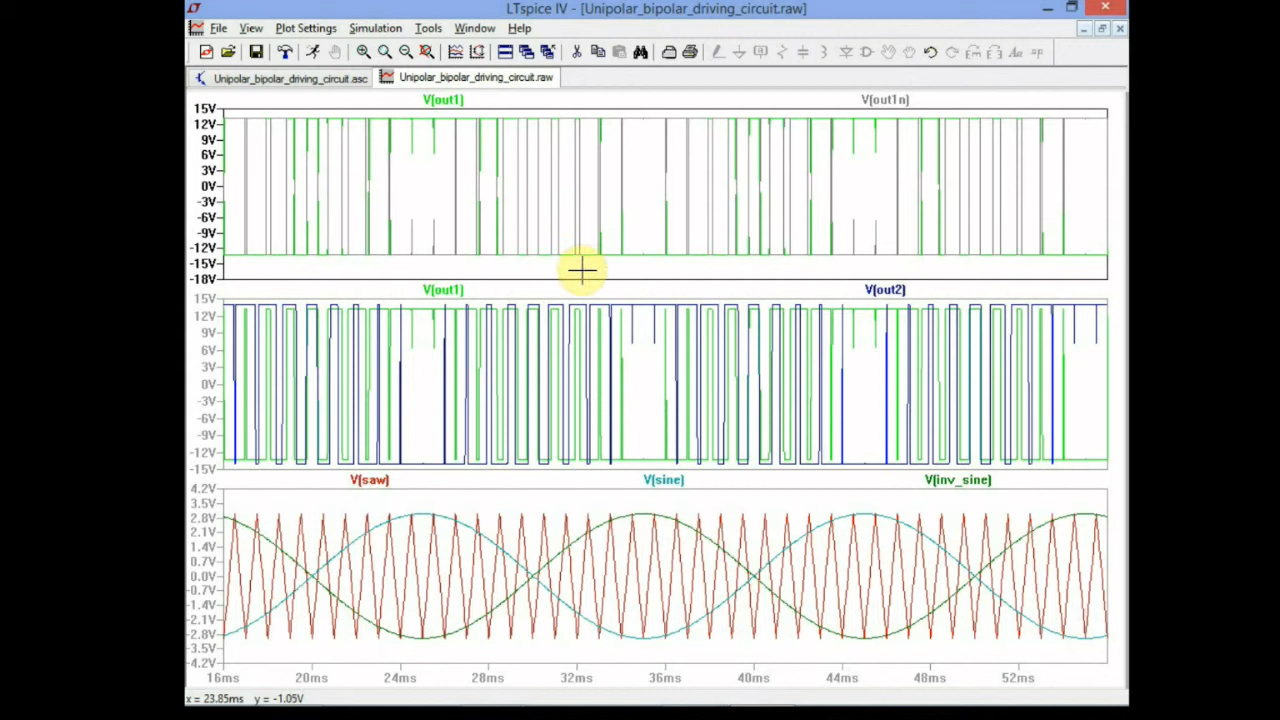 LTspice IV - [Unipolar_bipolar_driving_circuit.raw]
File View Plot Settings Simulation Tools Window Help
Unipolar_bipolar_driving_circuit.asc Unipolar_bipolar_driving_circuit.raw
V(out1) V(out1n)
15V
12V
9V
6V
3V
0V
-3V
-6V
-9V
-12V
-15V
-18V
V(out1) V(out2)
15V
12V
9V
6V
3V
0V
-3V
-6V
-9V
-12V
-15V
V(saw) V(sine) V(inv_sine)
4.2V
3.5V
2.8V
2.1V
1.4V
0.7V
0.0V
-0.7V
-1.4V
-2.1V
-2.8V
-3.5V
-4.2V
16ms 20ms 24ms 28ms 32ms 36ms 40ms 44ms 48ms 52ms
x = 23.85ms y = -1.05V